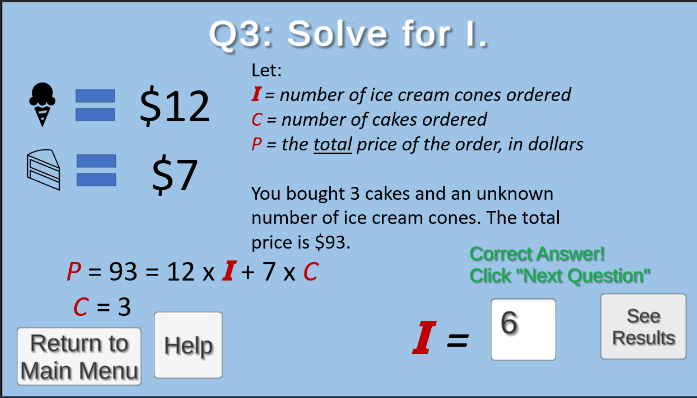 Q3: Solve for I.
Let:
I = number of ice cream cones ordered
C = number of cakes ordered
P = the total price of the order, in dollars
= $12
= $7
You bought 3 cakes and an unknown
number of ice cream cones. The total
price is $93.
P = 93 = 12 x I + 7 x C
C = 3
Correct Answer!
Click "Next Question"
I = 6
See
Results
Return to
Main Menu
Help